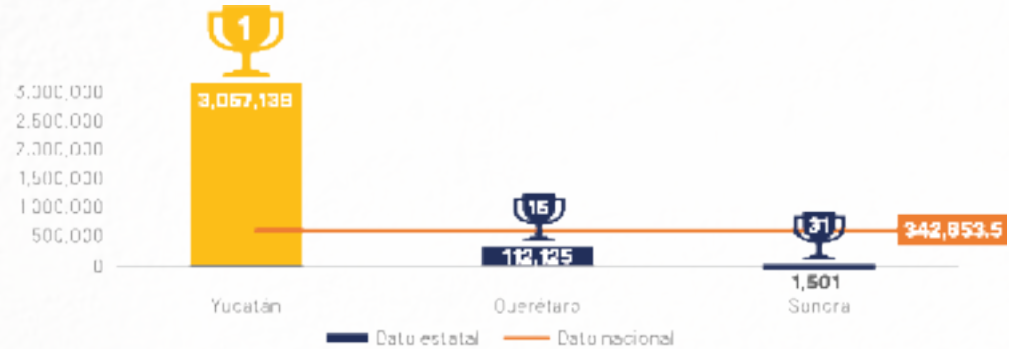 1
3,000,000
2,500,000
2,000,000
1,500,000
1,000,000
500,000
0
3,067,139
15
31
342,853.5
112,125
1,501
Yucatán
Querétaro
Sonora
Dato estatal
Dato nacional